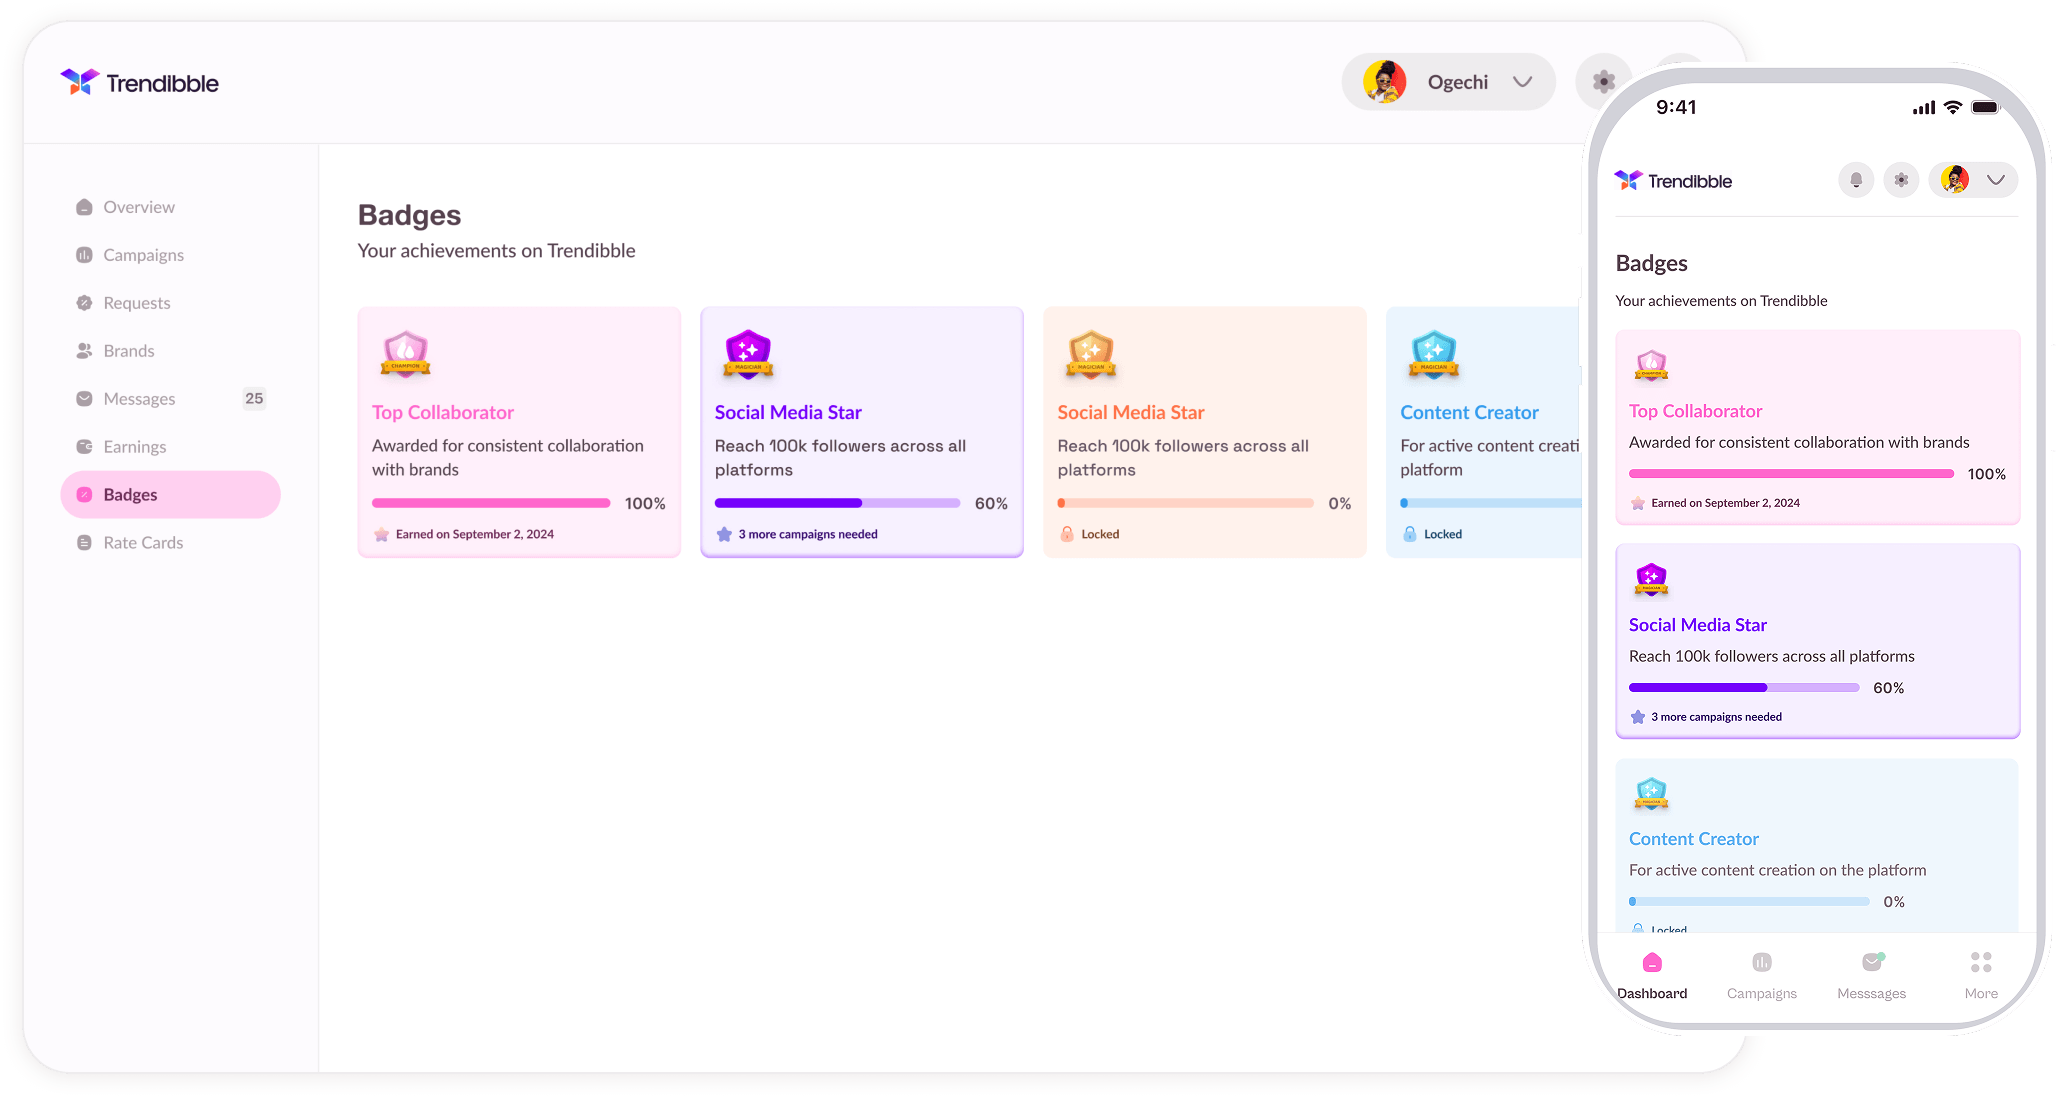 Trendibble
Ogechi
Overview
Campaigns
Requests
Brands
Messages 25
Earnings
Badges
Rate Cards
Badges
Your achievements on Trendibble
CHAMPION
Top Collaborator
Awarded for consistent collaboration
with brands
100%
Earned on September 2, 2024
MAGICIAN
Social Media Star
Reach 100k followers across all
platforms
60%
3 more campaigns needed
MAGICIAN
Social Media Star
Reach 100k followers across all
platforms
0%
Locked
MAGICIAN
Content Creator
For active content creati
platform
Locked
9:41
Trendibble
Badges
Your achievements on Trendibble
CHAMPION
Top Collaborator
Awarded for consistent collaboration with brands
100%
Earned on September 2, 2024
MAGICIAN
Social Media Star
Reach 100k followers across all platforms
60%
3 more campaigns needed
MAGICIAN
Content Creator
For active content creation on the platform
0%
Locked
Dashboard
Campaigns
Messsages
More